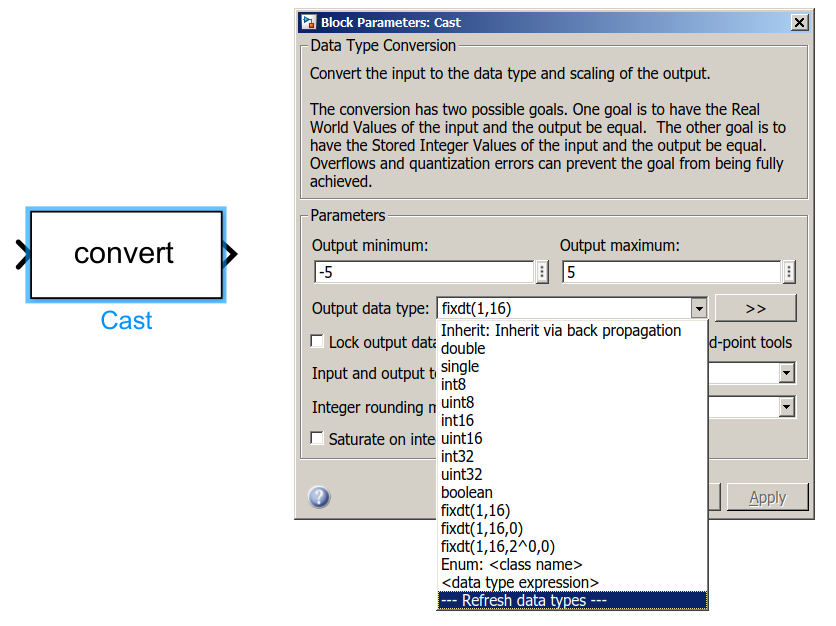 Block Parameters: Cast
Data Type Conversion
Convert the input to the data type and scaling of the output.
The conversion has two possible goals. One goal is to have the Real
World Values of the input and the output be equal.  The other goal is to
have the Stored Integer Values of the input and the output be equal.
Overflows and quantization errors can prevent the goal from being fully
achieved.
convert
Cast
Parameters
Output minimum:
Output maximum:
-5
5
Output data type: fixdt(1,16) >>
Lock output data
d-point tools
Input and output t
Integer rounding m
Saturate on inte
Inherit: Inherit via back propagation
double
single
int8
uint8
int16
uint16
int32
uint32
boolean
fixdt(1,16)
fixdt(1,16,0)
fixdt(1,16,2^0,0)
Enum: <class name>
<data type expression>
--- Refresh data types ---
?
Apply